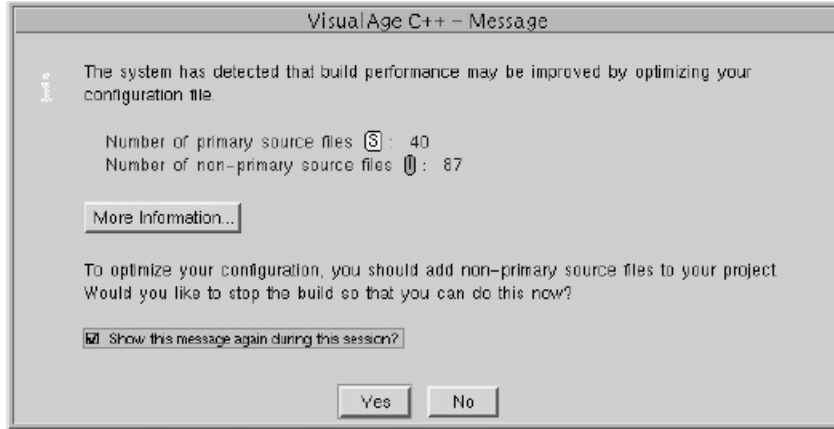 VisualAge C++ – Message
The system has detected that build performance may be improved by optimizing your
configuration file.
Number of primary source files S : 40
Number of non-primary source files I : 87
More Information...
To optimize your configuration, you should add non-primary source files to your project.
Would you like to stop the build so that you can do this now?
Show this message again during this session?
Yes No